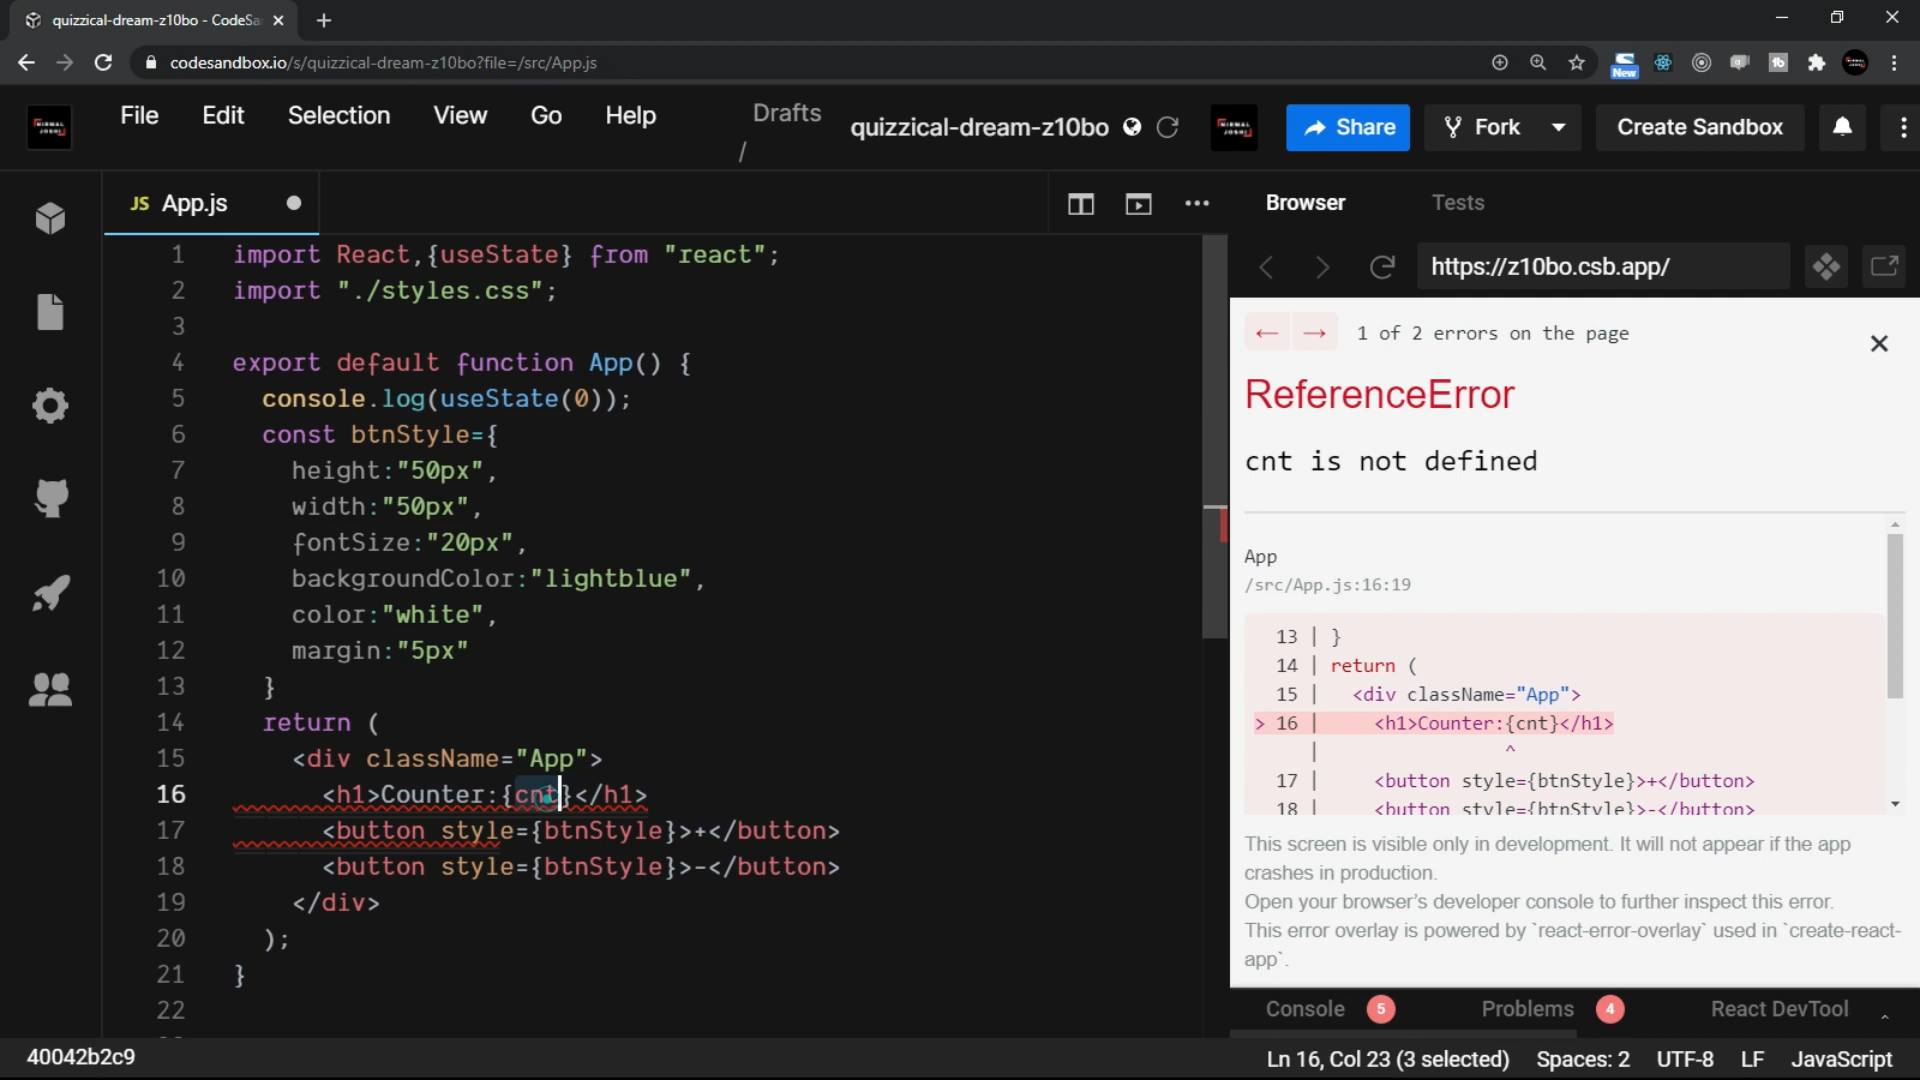 quizzical-dream-z10bo - CodeSa
codesandbox.io/s/quizzical-dream-z10bo?file=/src/App.js
New
File Edit Selection View Go Help
Drafts
/
quizzical-dream-z10bo
NIRMAL
JOSHI
Share
Fork
Create Sandbox
JS App.js
1 import React,{useState} from "react";
2 import "./styles.css";
3
4 export default function App() {
5 console.log(useState(0));
6 const btnStyle={
7 height:"50px",
8 width:"50px",
9 fontSize:"20px",
10 backgroundColor:"lightblue",
11 color:"white",
12 margin:"5px"
13 }
14 return (
15 <div className="App">
16 <h1>Counter:{cnt}</h1>
17 <button style={btnStyle}>+</button>
18 <button style={btnStyle}>-</button>
19 </div>
20 );
21 }
22
Browser Tests
https://z10bo.csb.app/
← → 1 of 2 errors on the page
ReferenceError
cnt is not defined
App
/src/App.js:16:19
13 | }
14 | return (
15 | <div className="App">
> 16 | <h1>Counter:{cnt}</h1>
| ^
17 | <button style={btnStyle}>+</button>
18 | <button style={btnStyle}>-</button>
This screen is visible only in development. It will not appear if the app
crashes in production.
Open your browser's developer console to further inspect this error.
This error overlay is powered by `react-error-overlay` used in `create-react-
app`.
Console 5 Problems 4 React DevTool
40042b2c9
Ln 16, Col 23 (3 selected) Spaces: 2 UTF-8 LF JavaScript